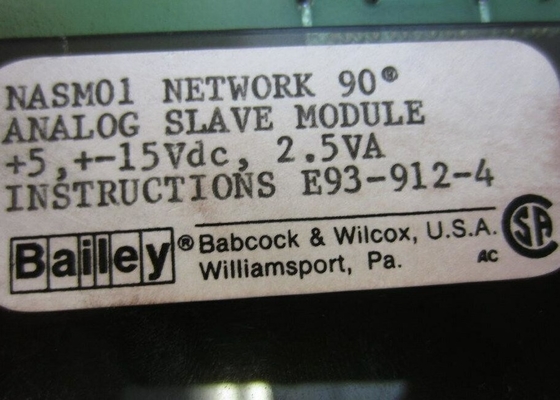 NASM01 NETWORK 90®
ANALOG SLAVE MODULE
+5,+-15Vdc, 2.5VA
INSTRUCTIONS E93-912-4
Bailey® Babcock & Wilcox, U.S.A.
Williamsport, Pa. AC
SA